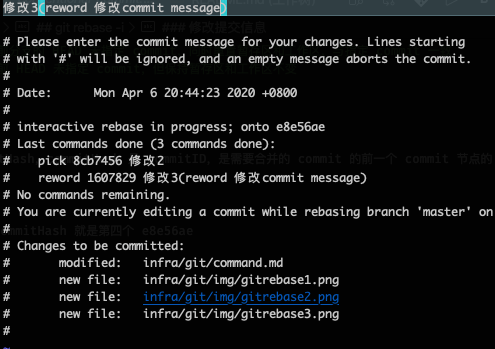 修改3(reword 修改commit message)
# Please enter the commit message for your changes. Lines starting
# with '#' will be ignored, and an empty message aborts the commit.
#
# Date:      Mon Apr 6 20:44:23 2020 +0800
#
# interactive rebase in progress; onto e8e56ae
# Last commands done (3 commands done):
#    pick 8cb7456 修改2
#    reword 1607829 修改3(reword 修改commit message)
# No commands remaining.
# You are currently editing a commit while rebasing branch 'master' on
#
# Changes to be committed:
#       modified:   infra/git/command.md
#       new file:   infra/git/img/gitrebase1.png
#       new file:   infra/git/img/gitrebase2.png
#       new file:   infra/git/img/gitrebase3.png
#
~